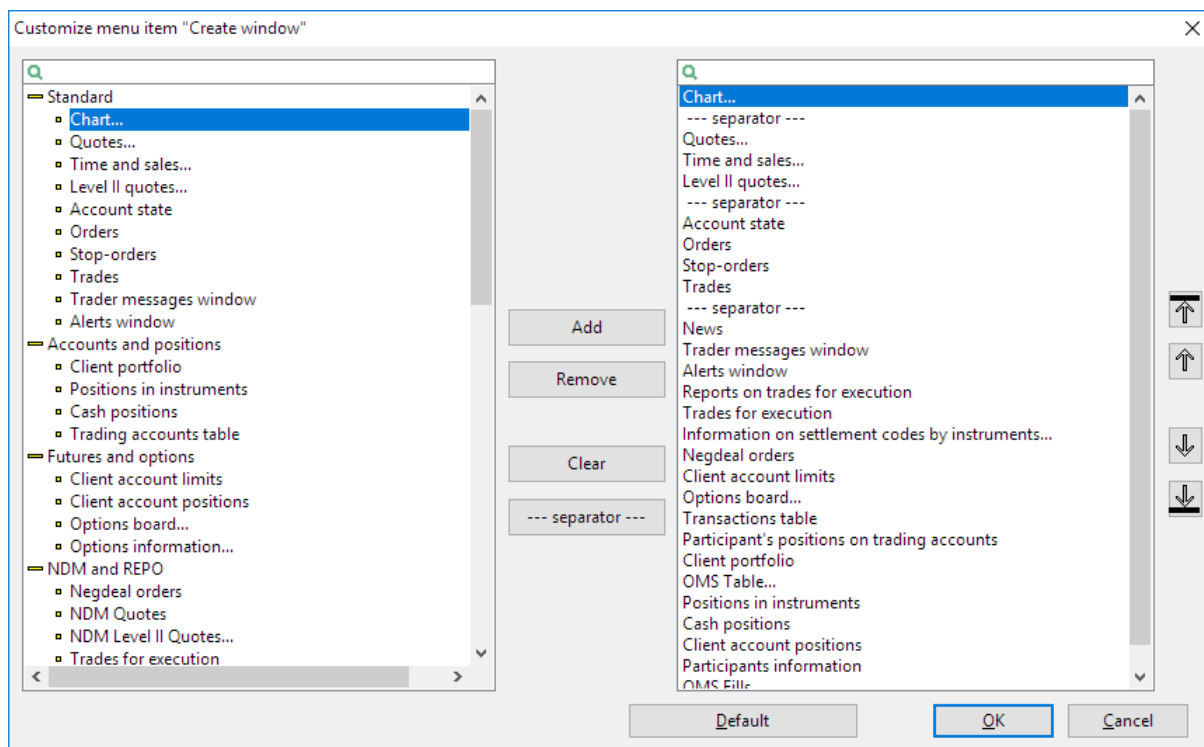 Customize menu item "Create window"
Standard
Chart...
Quotes...
Time and sales...
Level II quotes...
Account state
Orders
Stop-orders
Trades
Trader messages window
Alerts window
Accounts and positions
Client portfolio
Positions in instruments
Cash positions
Trading accounts table
Futures and options
Client account limits
Client account positions
Options board...
Options information...
NDM and REPO
Negdeal orders
NDM Quotes
NDM Level II Quotes...
Trades for execution
Add
Remove
Clear
--- separator ---
Chart...
--- separator ---
Quotes...
Time and sales...
Level II quotes...
--- separator ---
Account state
Orders
Stop-orders
Trades
--- separator ---
News
Trader messages window
Alerts window
Reports on trades for execution
Trades for execution
Information on settlement codes by instruments...
Negdeal orders
Client account limits
Options board...
Transactions table
Participant's positions on trading accounts
Client portfolio
OMS Table...
Positions in instruments
Cash positions
Client account positions
Participants information
OMS Fills
Default
OK
Cancel